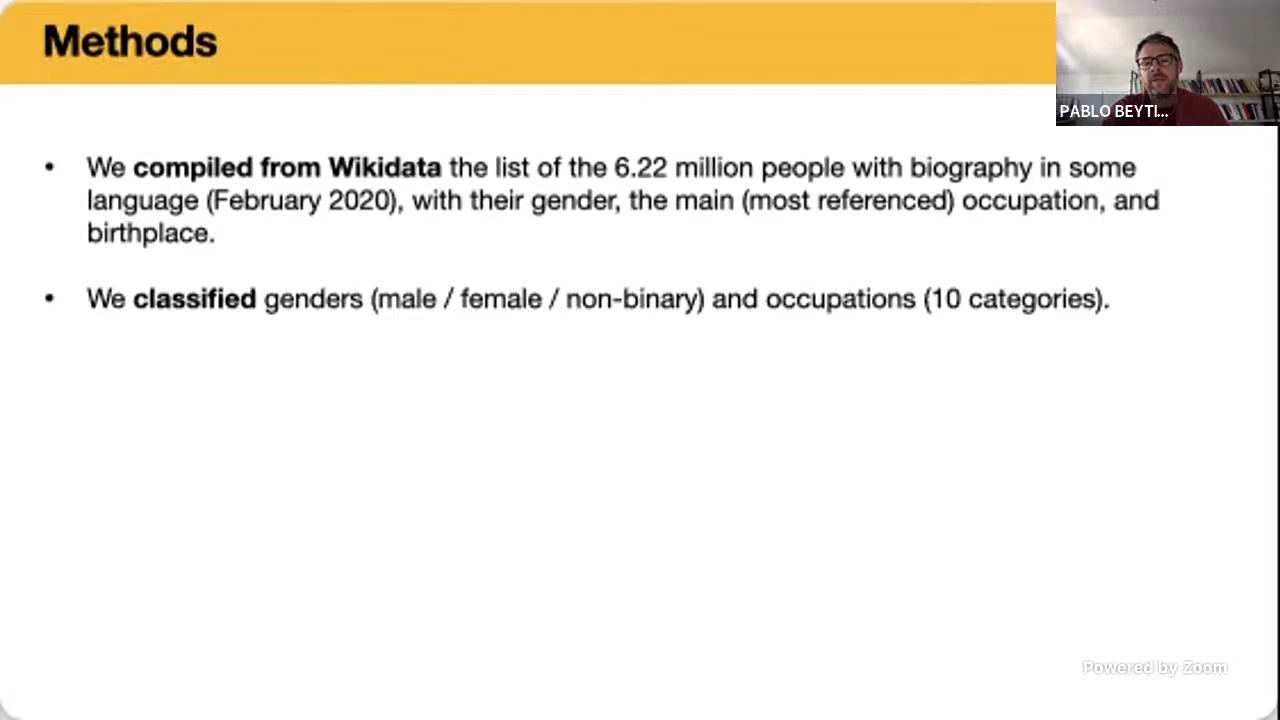 Methods
PABLO BEYTI...
• We compiled from Wikidata the list of the 6.22 million people with biography in some
language (February 2020), with their gender, the main (most referenced) occupation, and
birthplace.
• We classified genders (male / female / non-binary) and occupations (10 categories).
Powered by Zoom